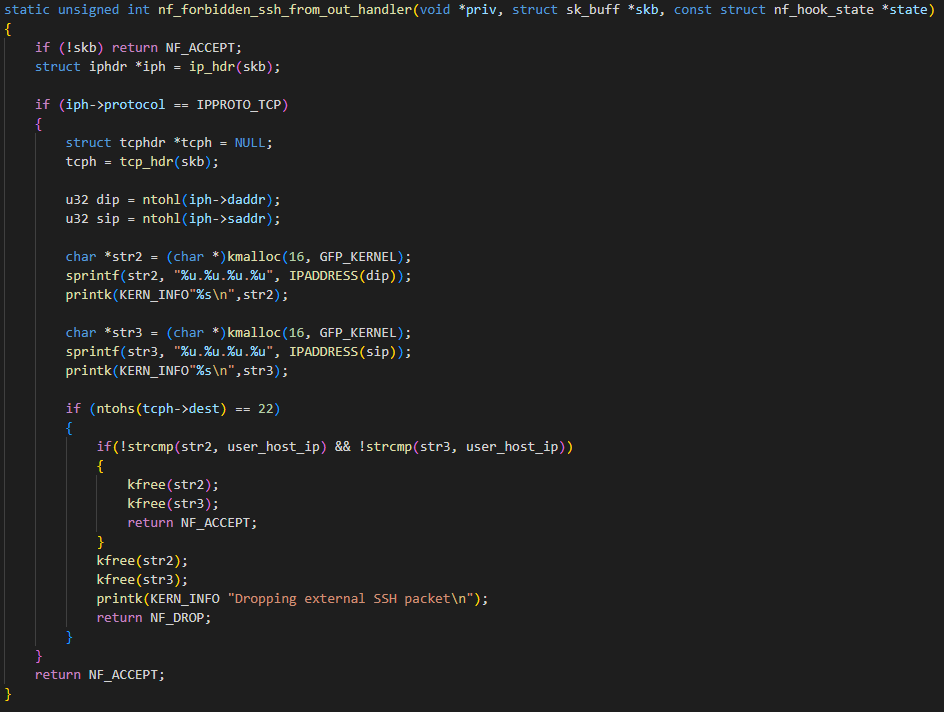 static unsigned int nf_forbidden_ssh_from_out_handler(void *priv, struct sk_buff *skb, const struct nf_hook_state *state)
{
    if (!skb) return NF_ACCEPT;
    struct iphdr *iph = ip_hdr(skb);

    if (iph->protocol == IPPROTO_TCP)
    {
        struct tcphdr *tcph = NULL;
        tcph = tcp_hdr(skb);

        u32 dip = ntohl(iph->daddr);
        u32 sip = ntohl(iph->saddr);

        char *str2 = (char *)kmalloc(16, GFP_KERNEL);
        sprintf(str2, "%u.%u.%u.%u", IPADDRESS(dip));
        printk(KERN_INFO"%s\n",str2);

        char *str3 = (char *)kmalloc(16, GFP_KERNEL);
        sprintf(str3, "%u.%u.%u.%u", IPADDRESS(sip));
        printk(KERN_INFO"%s\n",str3);

        if (ntohs(tcph->dest) == 22)
        {
            if(!strcmp(str2, user_host_ip) && !strcmp(str3, user_host_ip))
            {
                kfree(str2);
                kfree(str3);
                return NF_ACCEPT;
            }
            kfree(str2);
            kfree(str3);
            printk(KERN_INFO "Dropping external SSH packet\n");
            return NF_DROP;
        }
    }
    return NF_ACCEPT;
}